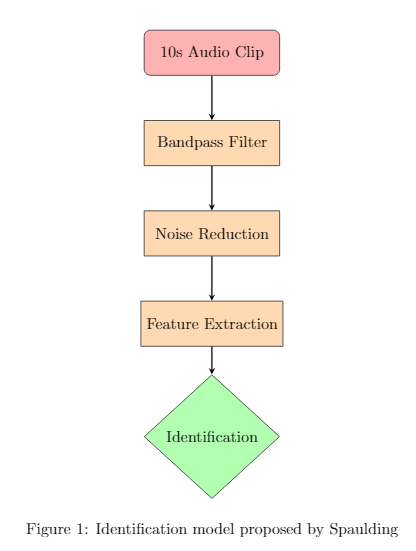 10s Audio Clip
Bandpass Filter
Noise Reduction
Feature Extraction
Identification
Figure 1: Identification model proposed by Spaulding